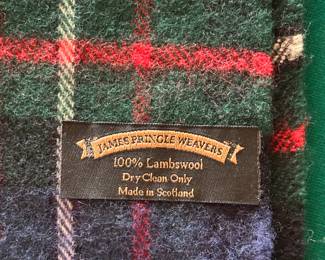 JAMES PRINGLE WEAVERS
100% Lambswool
Dry Clean Only
Made in Scotland